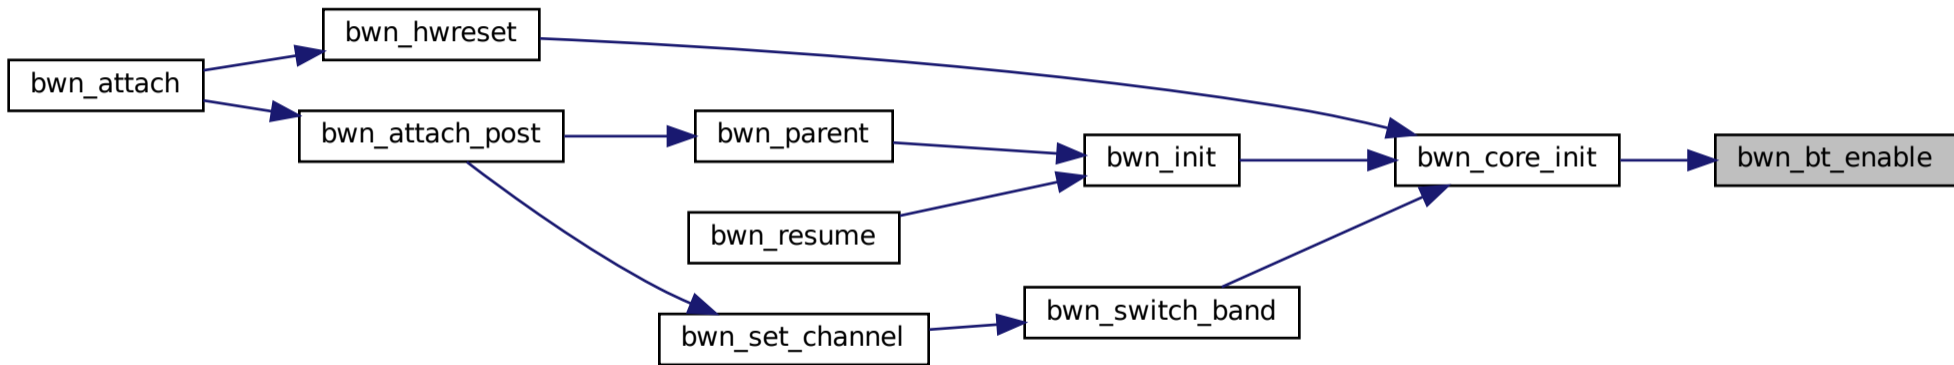 bwn_hwreset
bwn_attach
bwn_attach_post
bwn_parent
bwn_init
bwn_core_init
bwn_bt_enable
bwn_resume
bwn_switch_band
bwn_set_channel